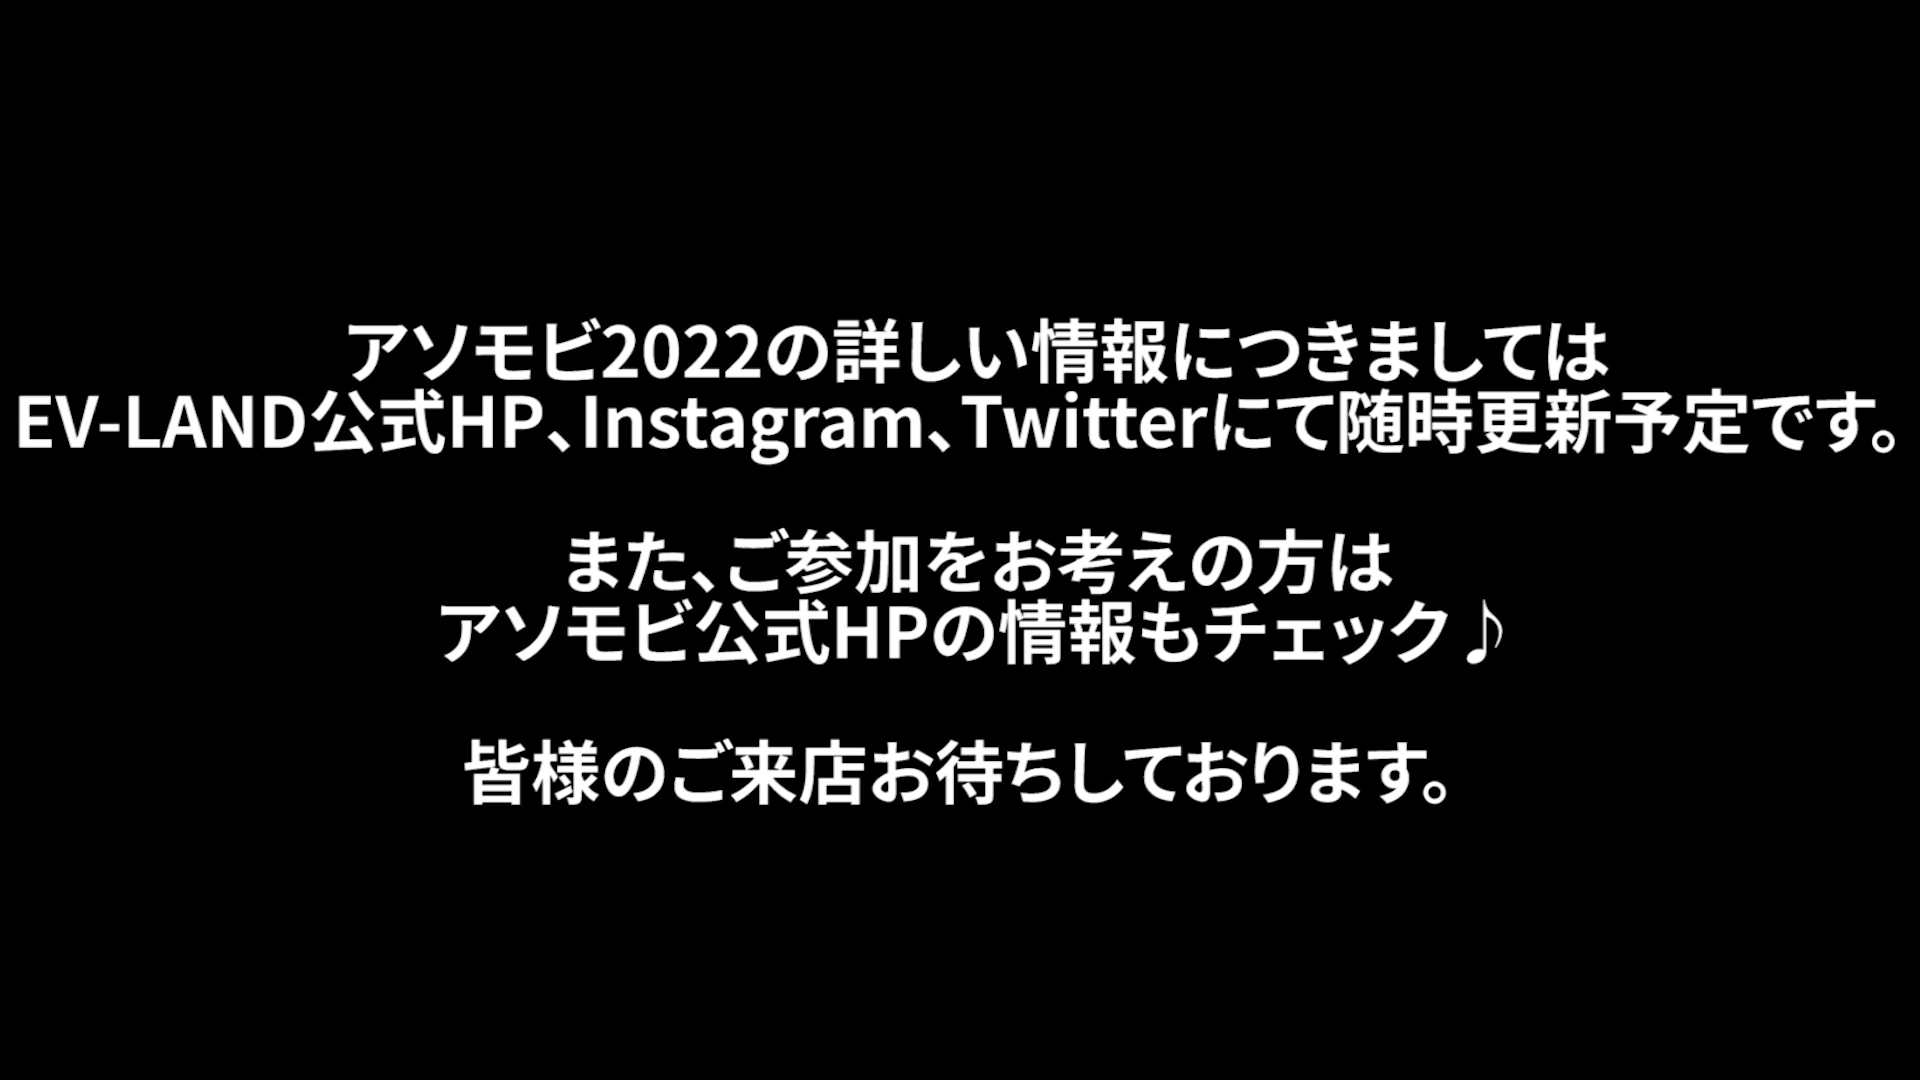 アソモビ2022の詳しい情報につきましては
EV-LAND公式HP、Instagram、Twitterにて随時更新予定です。
また、ご参加をお考えの方は
アソモビ公式HPの情報もチェック♪
皆様のご来店お待ちしております。